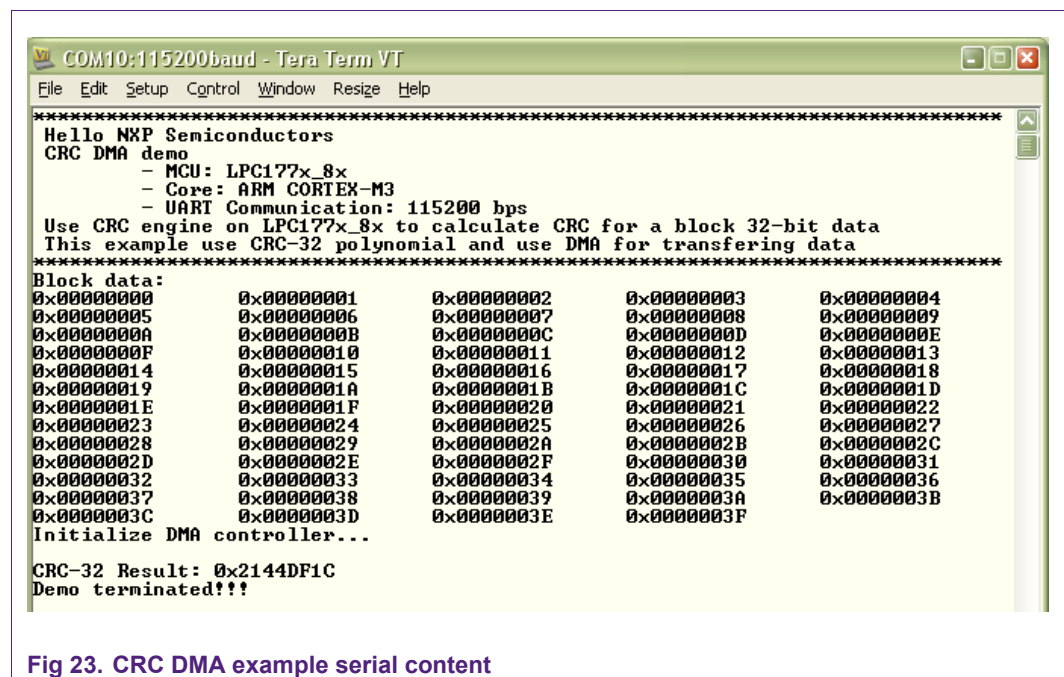 COM10:115200baud - Tera Term VT
File Edit Setup Control Window Resize Help
Hello NXP Semiconductors
CRC DMA demo
- MCU: LPC177x_8x
- Core: ARM CORTEX-M3
- UART Communication: 115200 bps
Use CRC engine on LPC177x_8x to calculate CRC for a block 32-bit data
This example use CRC-32 polynomial and use DMA for transfering data
Block data:
0x00000000 0x00000001 0x00000002 0x00000003 0x00000004
0x00000005 0x00000006 0x00000007 0x00000008 0x00000009
0x0000000A 0x0000000B 0x0000000C 0x0000000D 0x0000000E
0x0000000F 0x00000010 0x00000011 0x00000012 0x00000013
0x00000014 0x00000015 0x00000016 0x00000017 0x00000018
0x00000019 0x0000001A 0x0000001B 0x0000001C 0x0000001D
0x0000001E 0x0000001F 0x00000020 0x00000021 0x00000022
0x00000023 0x00000024 0x00000025 0x00000026 0x00000027
0x00000028 0x00000029 0x0000002A 0x0000002B 0x0000002C
0x0000002D 0x0000002E 0x0000002F 0x00000030 0x00000031
0x00000032 0x00000033 0x00000034 0x00000035 0x00000036
0x00000037 0x00000038 0x00000039 0x0000003A 0x0000003B
0x0000003C 0x0000003D 0x0000003E 0x0000003F
Initialize DMA controller...
CRC-32 Result: 0x2144DF1C
Demo terminated!!!
Fig 23. CRC DMA example serial content